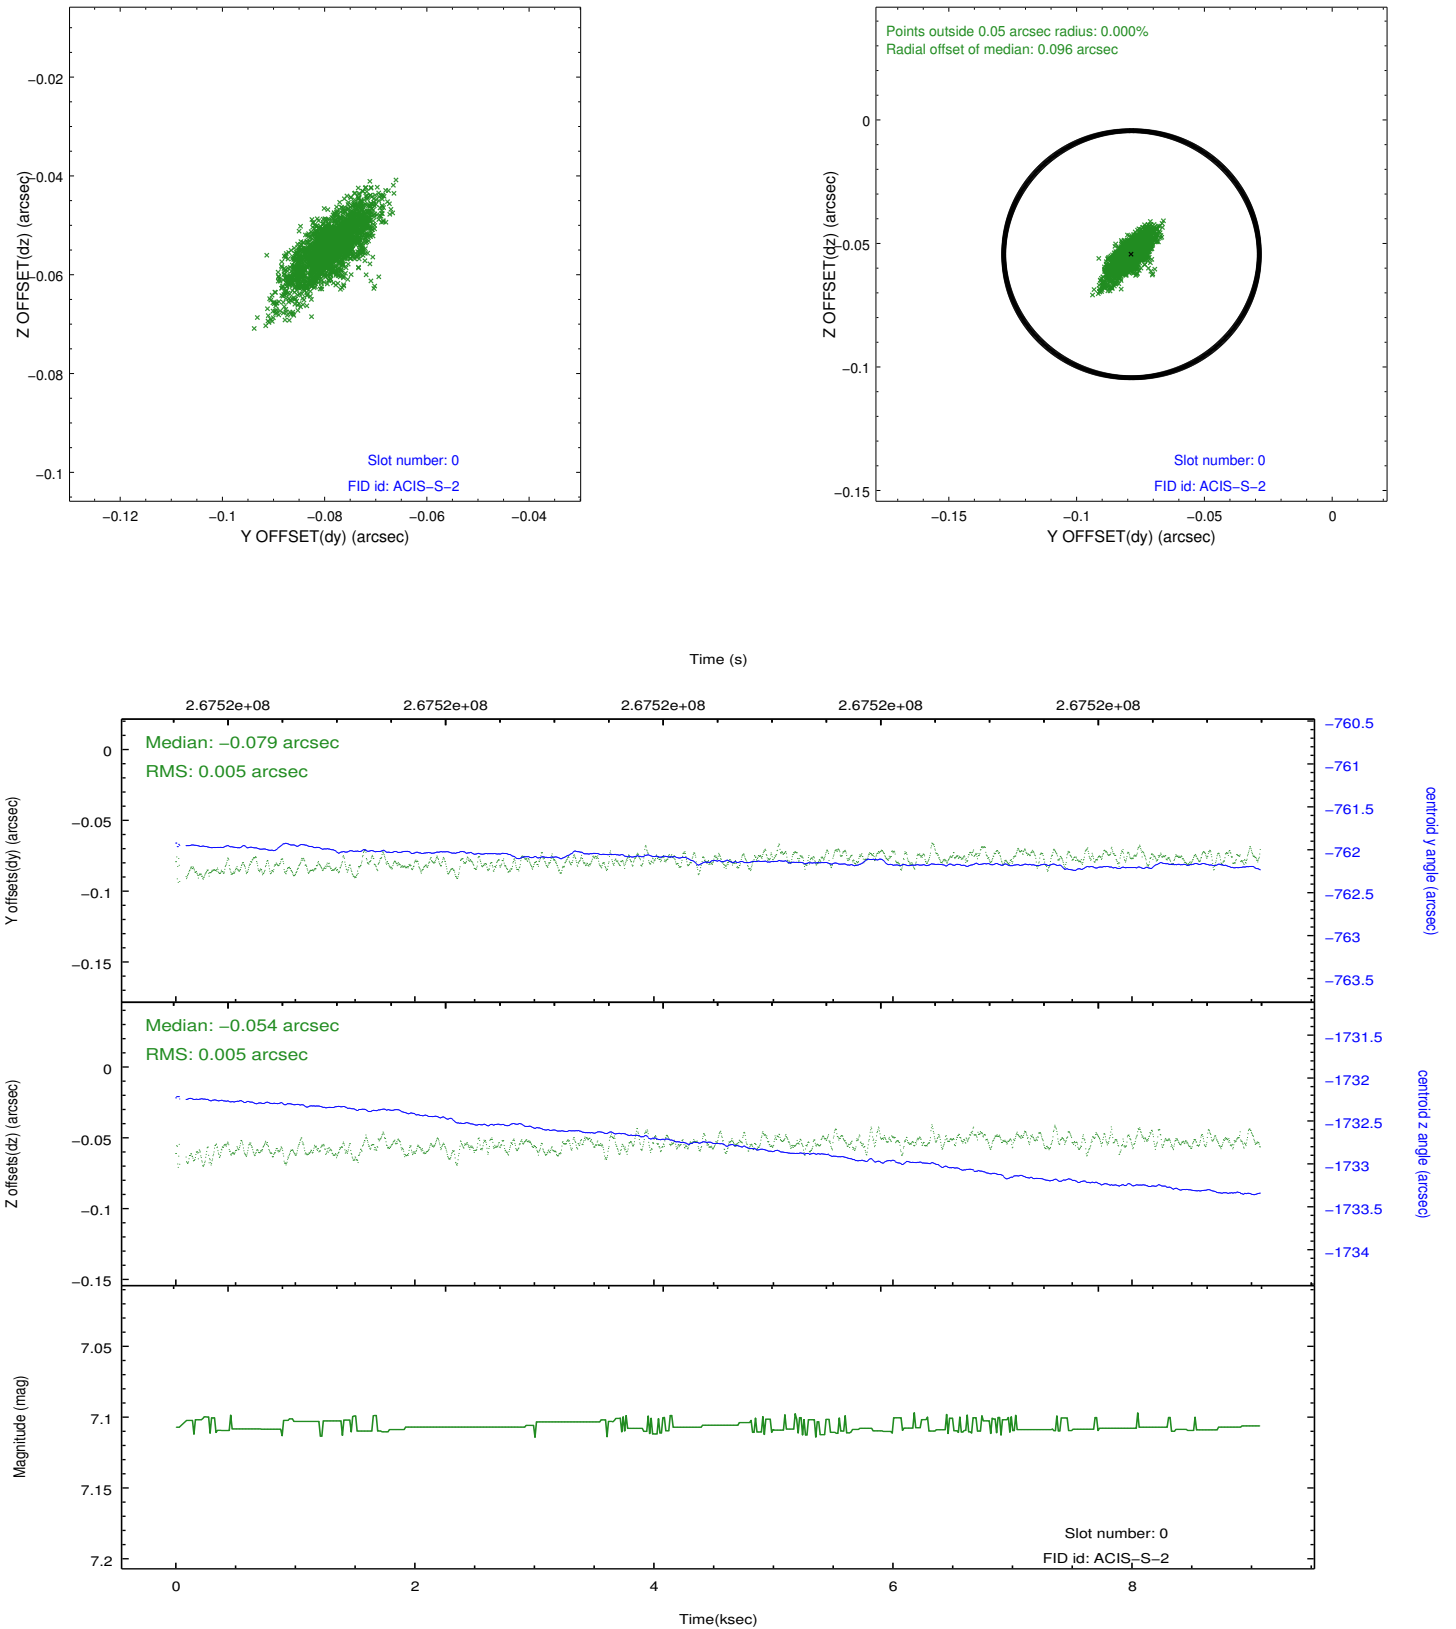 −0.02
−0.04
−0.06
−0.08
−0.1
Z OFFSET(dz) (arcsec)
Slot number: 0
FID id: ACIS−S−2
−0.12
−0.1
−0.08
−0.06
−0.04
Y OFFSET(dy) (arcsec)
Points outside 0.05 arcsec radius: 0.000%
Radial offset of median: 0.096 arcsec
0
−0.05
−0.1
−0.15
Z OFFSET(dz) (arcsec)
Slot number: 0
FID id: ACIS−S−2
−0.15
−0.1
−0.05
0
Y OFFSET(dy) (arcsec)
Time (s)
2.6752e+08
2.6752e+08
2.6752e+08
2.6752e+08
2.6752e+08
Median: −0.079 arcsec
RMS: 0.005 arcsec
0
−0.05
−0.1
−0.15
Y offsets(dy) (arcsec)
−760.5
−761
−761.5
−762
−762.5
−763
−763.5
centroid y angle (arcsec)
Median: −0.054 arcsec
RMS: 0.005 arcsec
0
−0.05
−0.1
−0.15
Z offsets(dz) (arcsec)
−1731.5
−1732
−1732.5
−1733
−1733.5
−1734
centroid z angle (arcsec)
7.05
7.1
7.15
7.2
Magnitude (mag)
Slot number: 0
FID id: ACIS−S−2
0
2
4
6
8
Time(ksec)